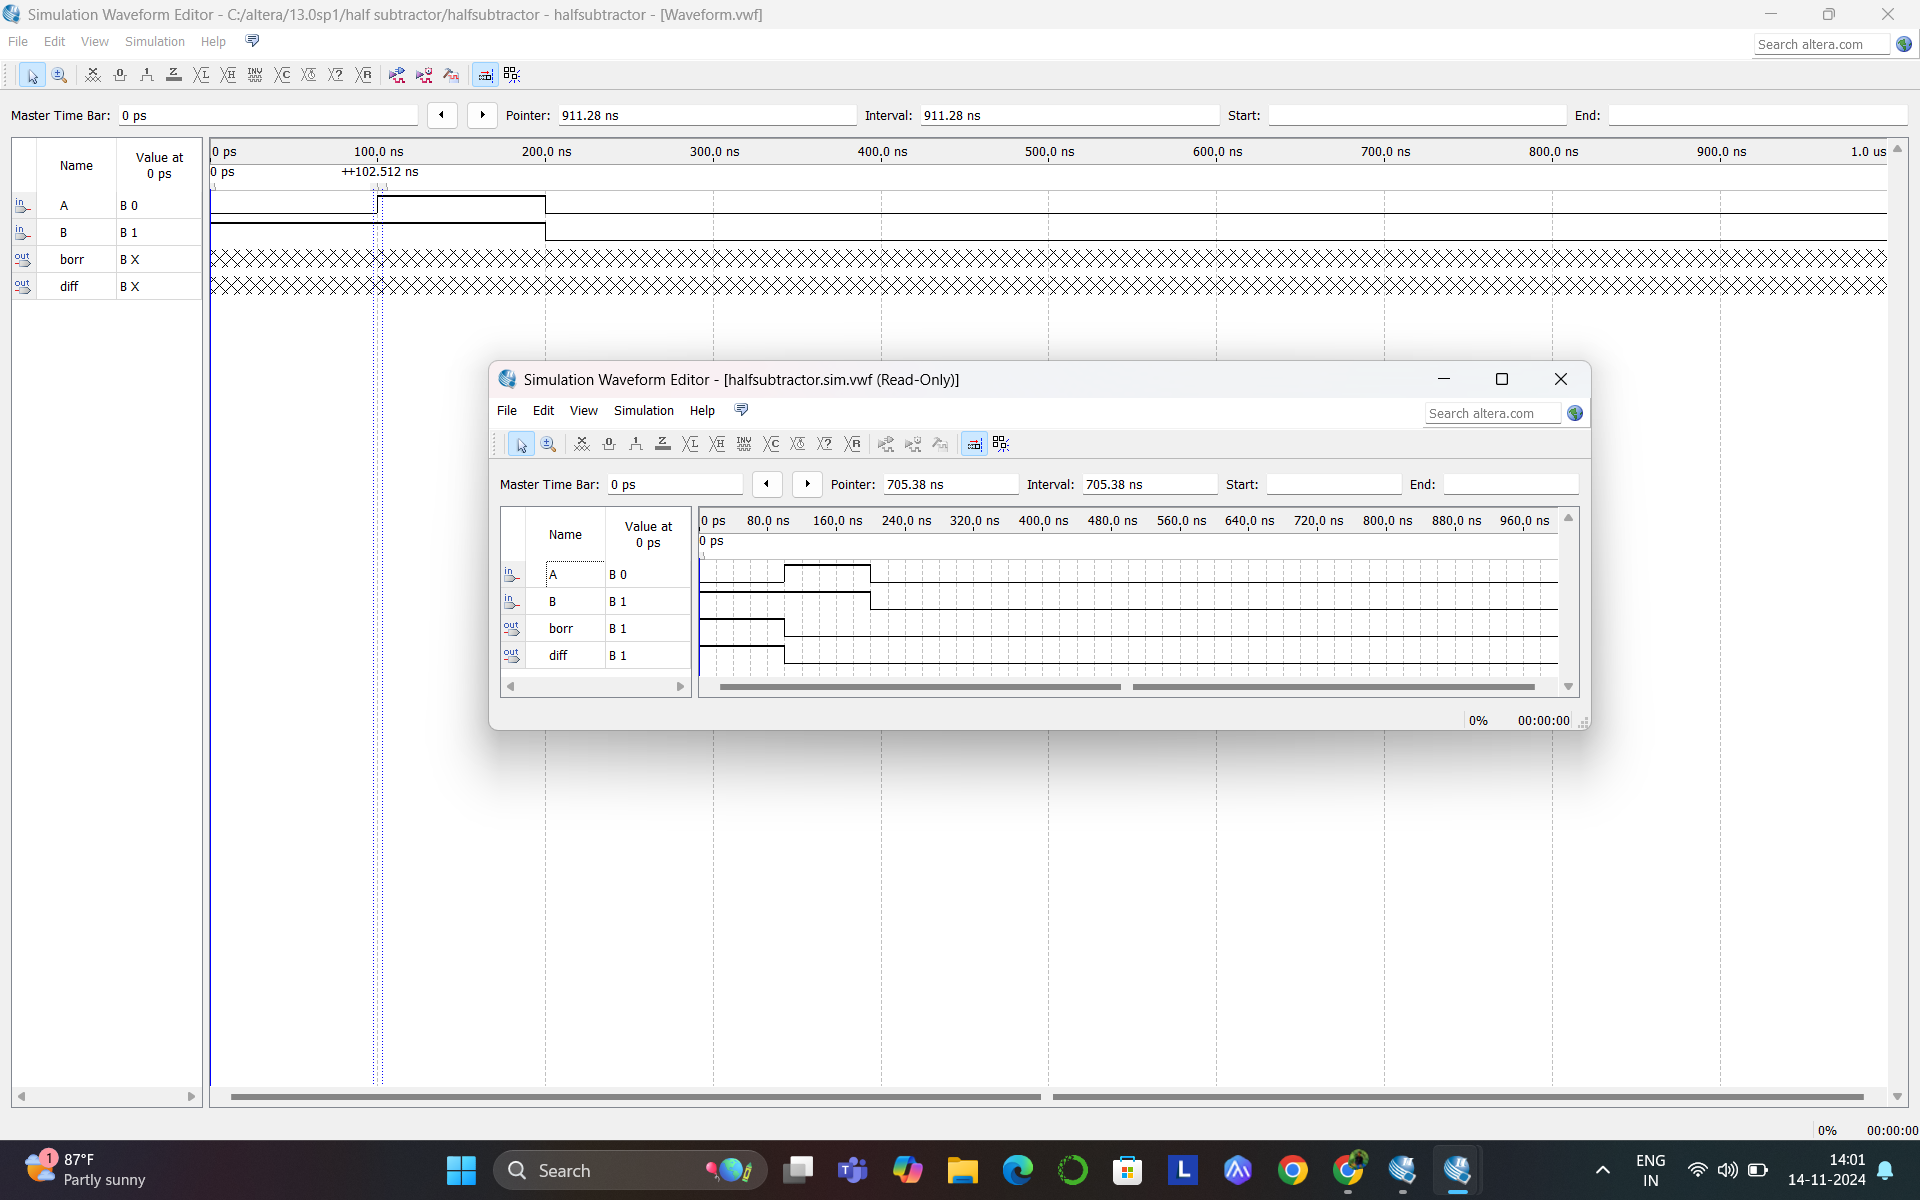 Simulation Waveform Editor - C:/altera/13.0sp1/half subtractor/halfsubtractor - halfsubtractor - [Waveform.vwf]
File Edit View Simulation Help
Search altera.com
Master Time Bar: 0 ps Pointer: 911.28 ns Interval: 911.28 ns Start: End:
Name Value at 0 ps
0 ps 100.0 ns 200.0 ns 300.0 ns 400.0 ns 500.0 ns 600.0 ns 700.0 ns 800.0 ns 900.0 ns 1.0 us
0 ps ++102.512 ns
in A B 0
in B B 1
out borr B X
out diff B X
Simulation Waveform Editor - [halfsubtractor.sim.vwf (Read-Only)]
File Edit View Simulation Help
Search altera.com
Master Time Bar: 0 ps Pointer: 705.38 ns Interval: 705.38 ns Start: End:
Name Value at 0 ps
0 ps 80.0 ns 160.0 ns 240.0 ns 320.0 ns 400.0 ns 480.0 ns 560.0 ns 640.0 ns 720.0 ns 800.0 ns 880.0 ns 960.0 ns
0 ps
in A B 0
in B B 1
out borr B 1
out diff B 1
0% 00:00:00
0% 00:00:00
1
87°F
Partly sunny
Search
L
ENG
IN
14:01
14-11-2024